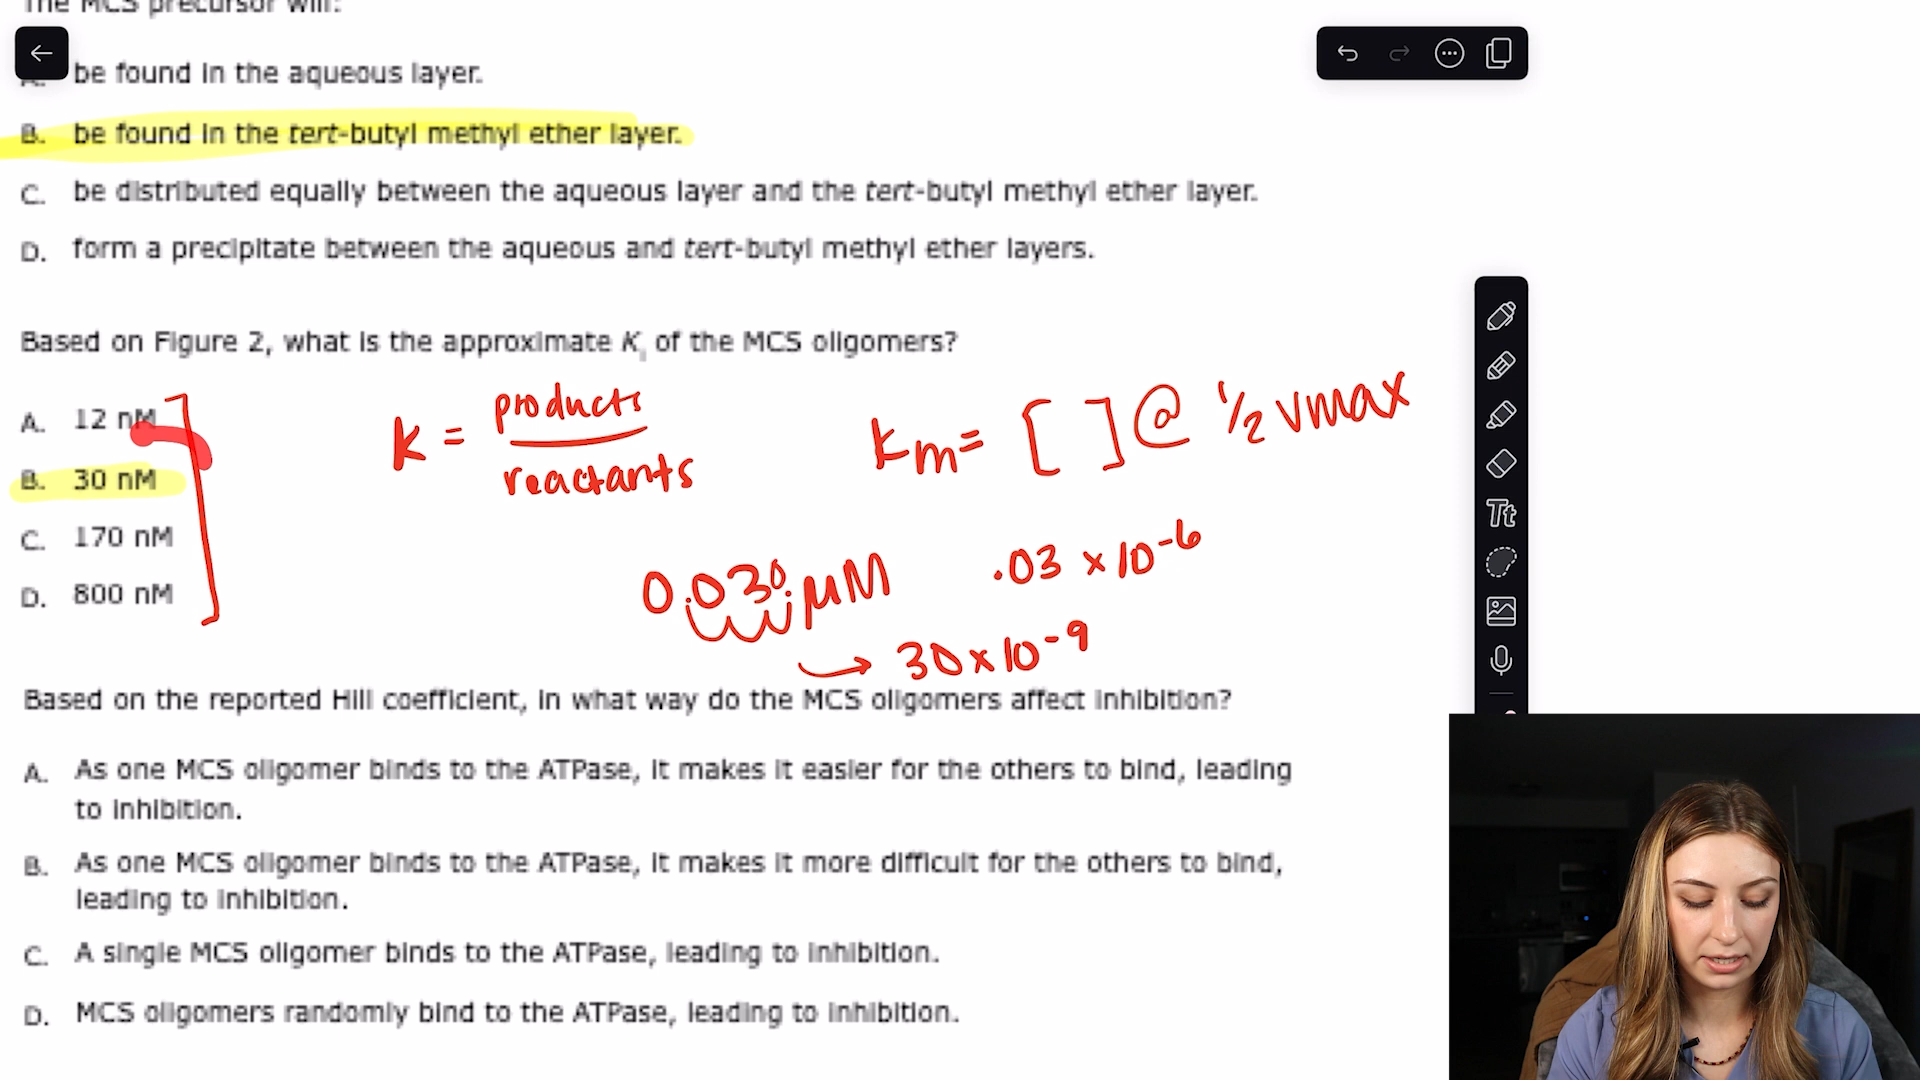 The MCS precursor will:
A. be found in the aqueous layer.
B. be found in the tert-butyl methyl ether layer.
C. be distributed equally between the aqueous layer and the tert-butyl methyl ether layer.
D. form a precipitate between the aqueous and tert-butyl methyl ether layers.
Based on Figure 2, what is the approximate Ki of the MCS oligomers?
A. 12 nM
B. 30 nM
C. 170 nM
D. 800 nM
k = products / reactants
km = [ ] @ 1/2 vmax
0.030 μM
.03 x 10^-6
→ 30 x 10^-9
Based on the reported Hill coefficient, in what way do the MCS oligomers affect inhibition?
A. As one MCS oligomer binds to the ATPase, it makes it easier for the others to bind, leading
to inhibition.
B. As one MCS oligomer binds to the ATPase, it makes it more difficult for the others to bind,
leading to inhibition.
C. A single MCS oligomer binds to the ATPase, leading to inhibition.
D. MCS oligomers randomly bind to the ATPase, leading to inhibition.
Tt